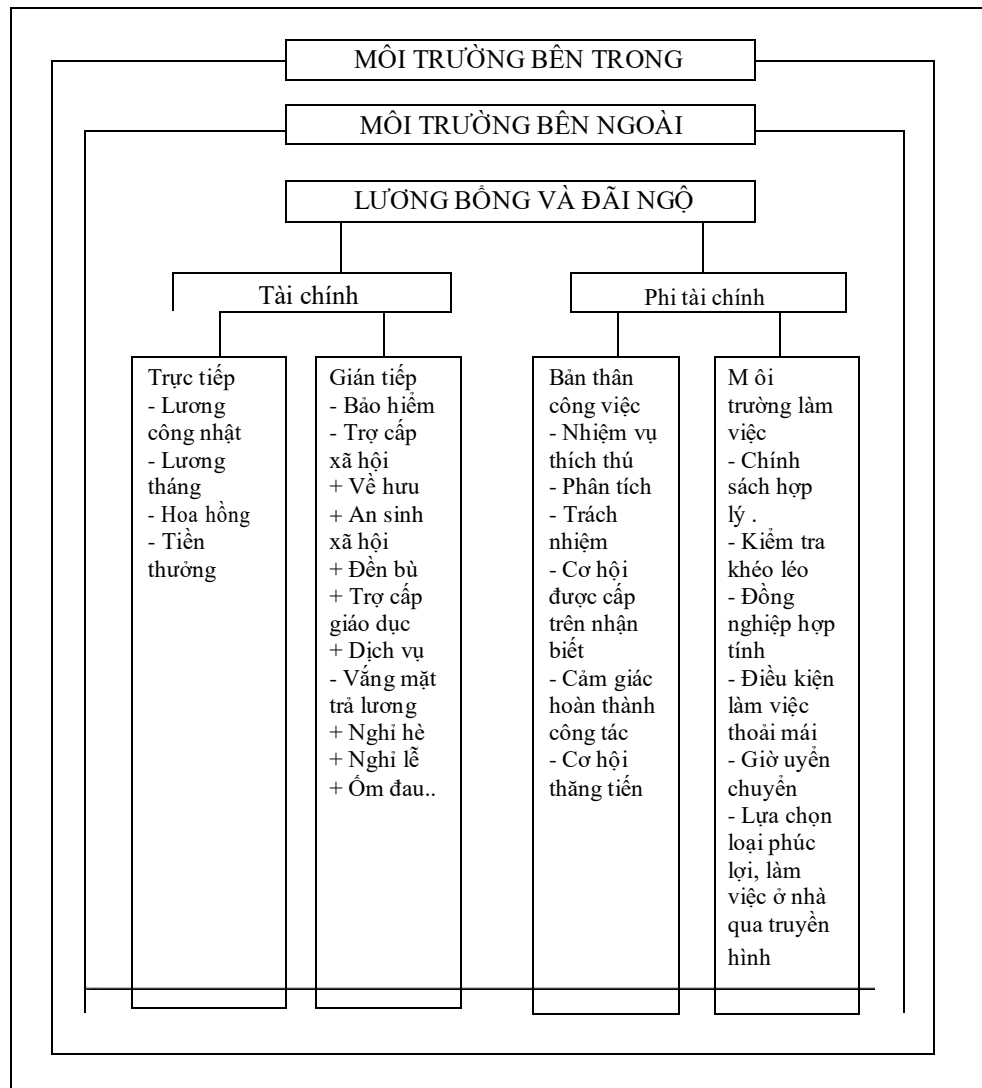 MÔI TRƯỜNG BÊN TRONG
MÔI TRƯỜNG BÊN NGOÀI
LƯƠNG BỔNG VÀ ĐÃI NGỘ
Tài chính
Phi tài chính
Trực tiếp
- Lương
công nhật
- Lương
tháng
- Hoa hồng
- Tiền
thưởng
Gián tiếp
- Bảo hiểm
- Trợ cấp
xã hội
+ Về hưu
+ An sinh
xã hội
+ Đền bù
+ Trợ cấp
giáo dục
+ Dịch vụ
- Vắng mặt
trả lương
+ Nghỉ hè
+ Nghỉ lễ
+ Ốm đau..
Bản thân
công việc
- Nhiệm vụ
thích thú
- Phân tích
- Trách
nhiệm
- Cơ hội
được cấp
trên nhận
biết
- Cảm giác
hoàn thành
công tác
- Cơ hội
thăng tiến
M ôi
trường làm
việc
- Chính
sách hợp
lý .
- Kiểm tra
khéo léo
- Đồng
nghiệp hợp
tính
- Điều kiện
làm việc
thoải mái
- Giờ uyển
chuyển
- Lựa chọn
loại phúc
lợi, làm
việc ở nhà
qua truyền
hình